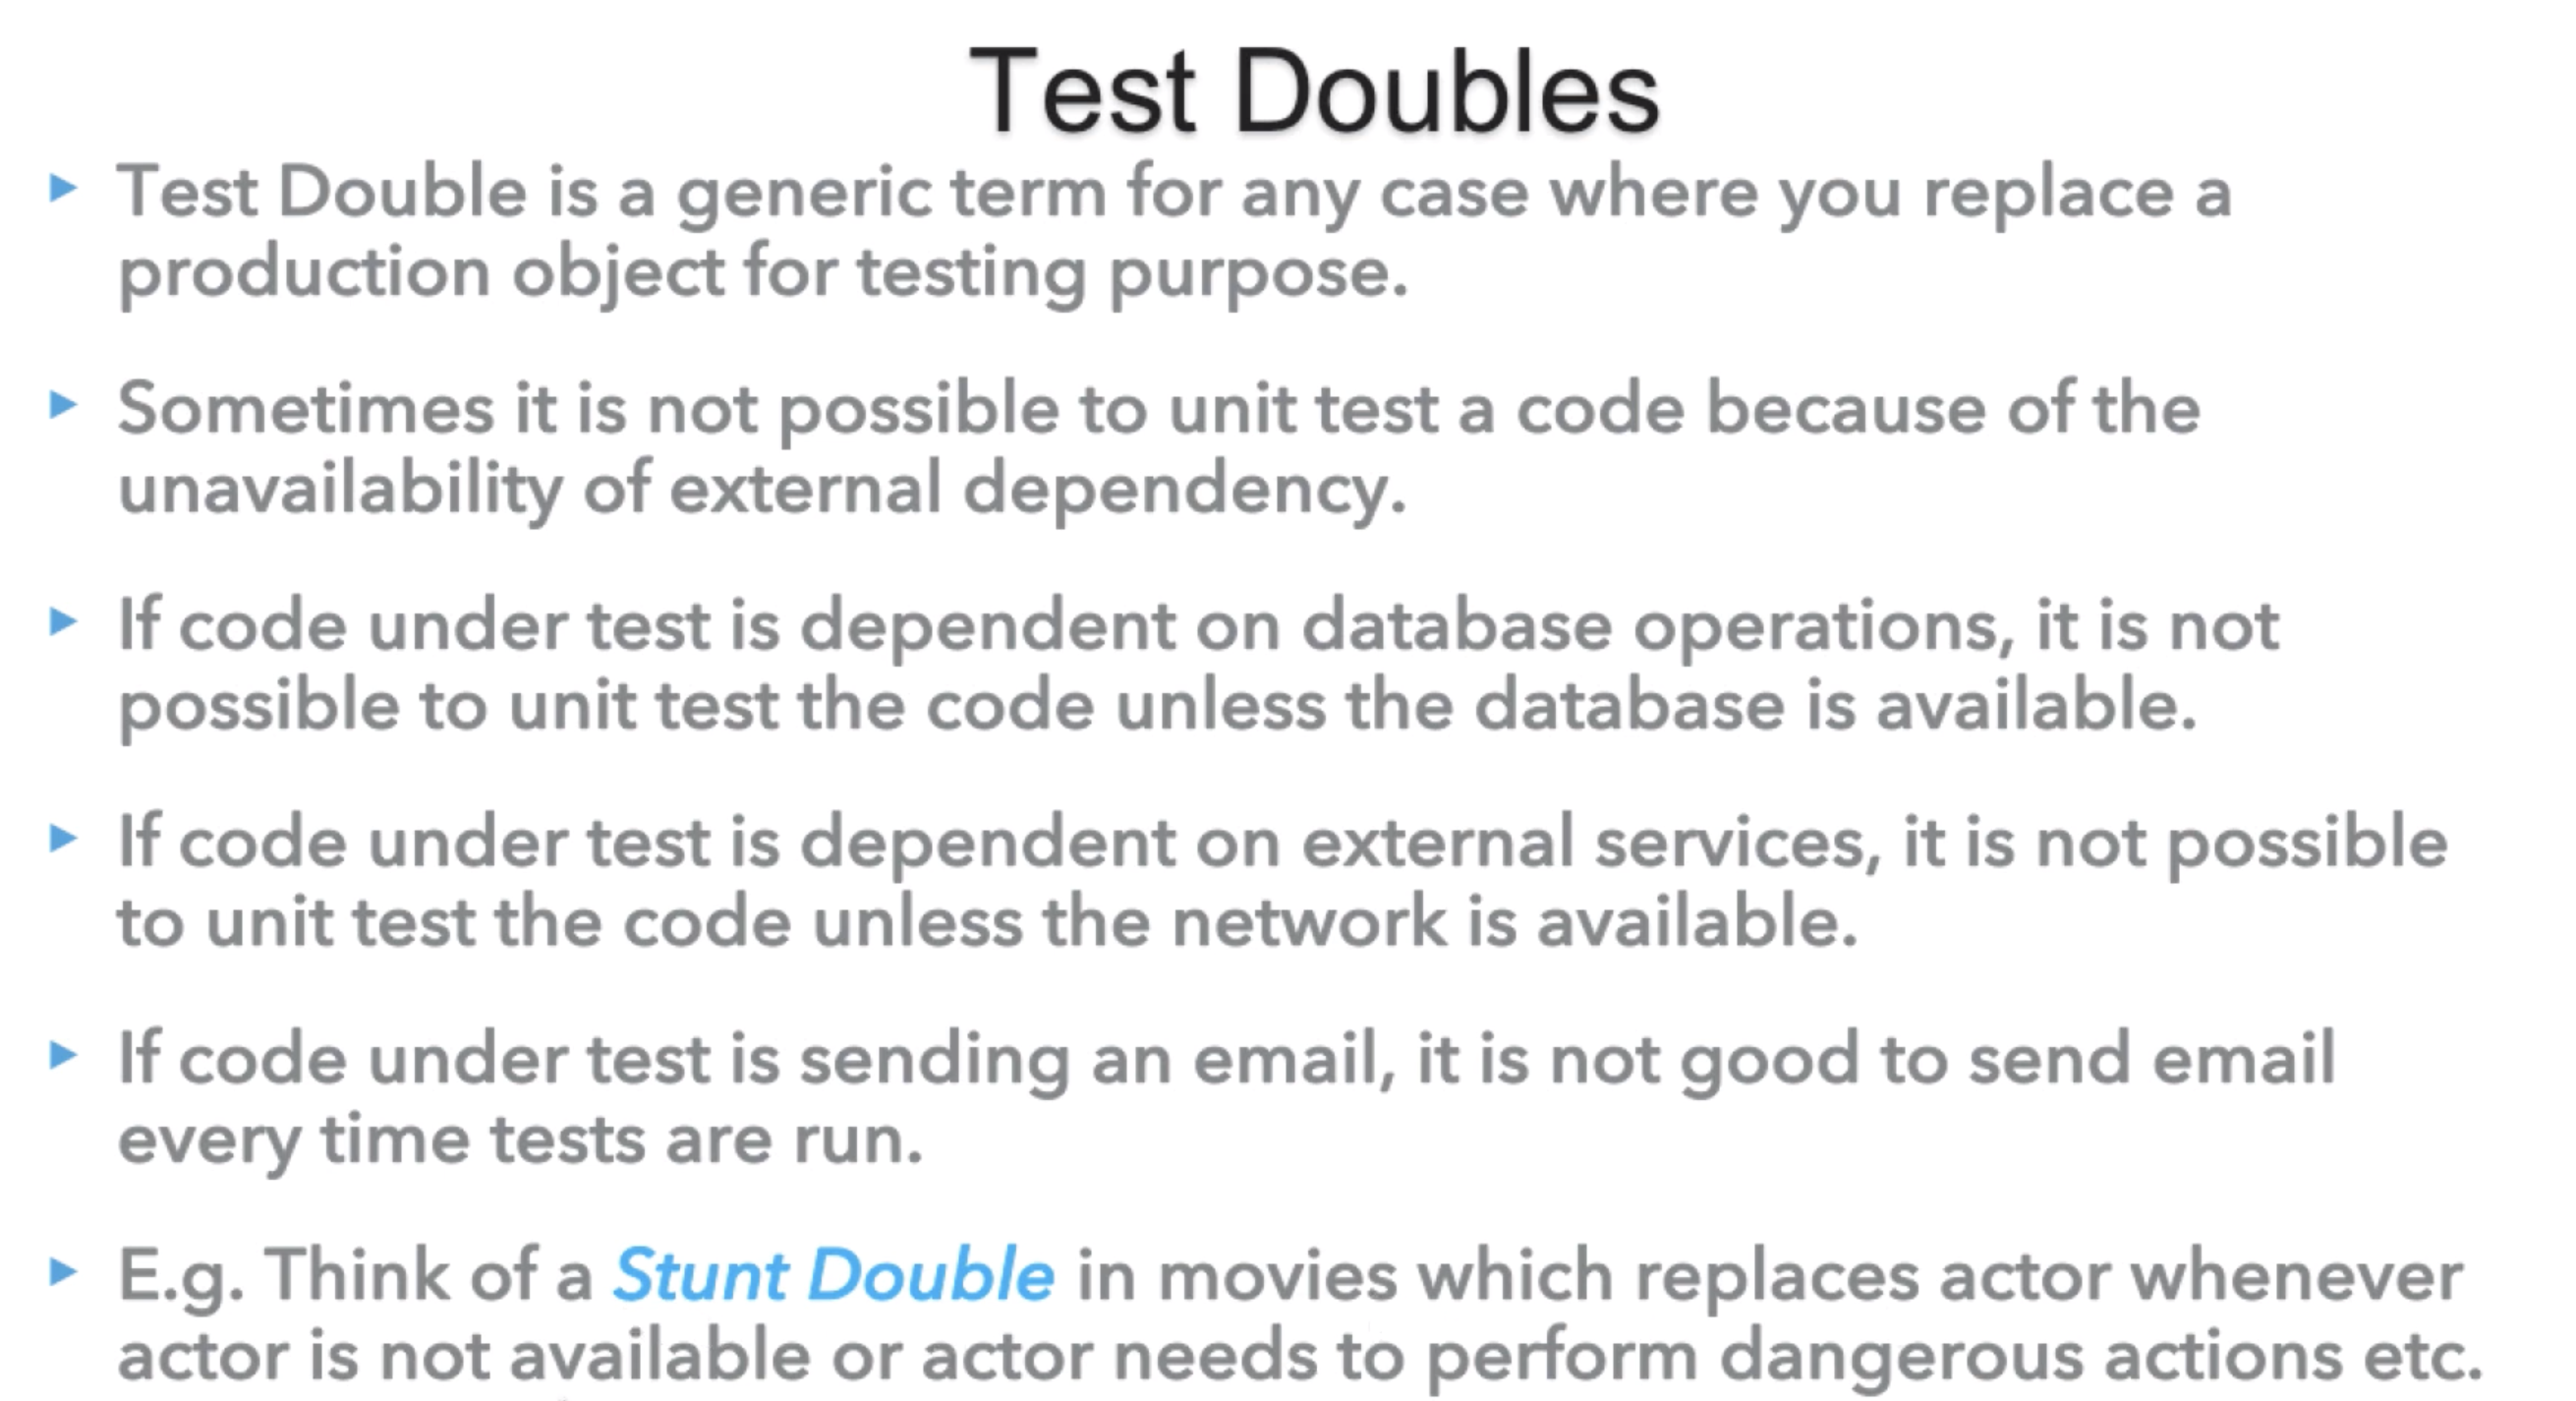 Test Doubles
▸ Test Double is a generic term for any case where you replace a
production object for testing purpose.
▸ Sometimes it is not possible to unit test a code because of the
unavailability of external dependency.
▸ If code under test is dependent on database operations, it is not
possible to unit test the code unless the database is available.
▸ If code under test is dependent on external services, it is not possible
to unit test the code unless the network is available.
▸ If code under test is sending an email, it is not good to send email
every time tests are run.
▸ E.g. Think of a Stunt Double in movies which replaces actor whenever
actor is not available or actor needs to perform dangerous actions etc.